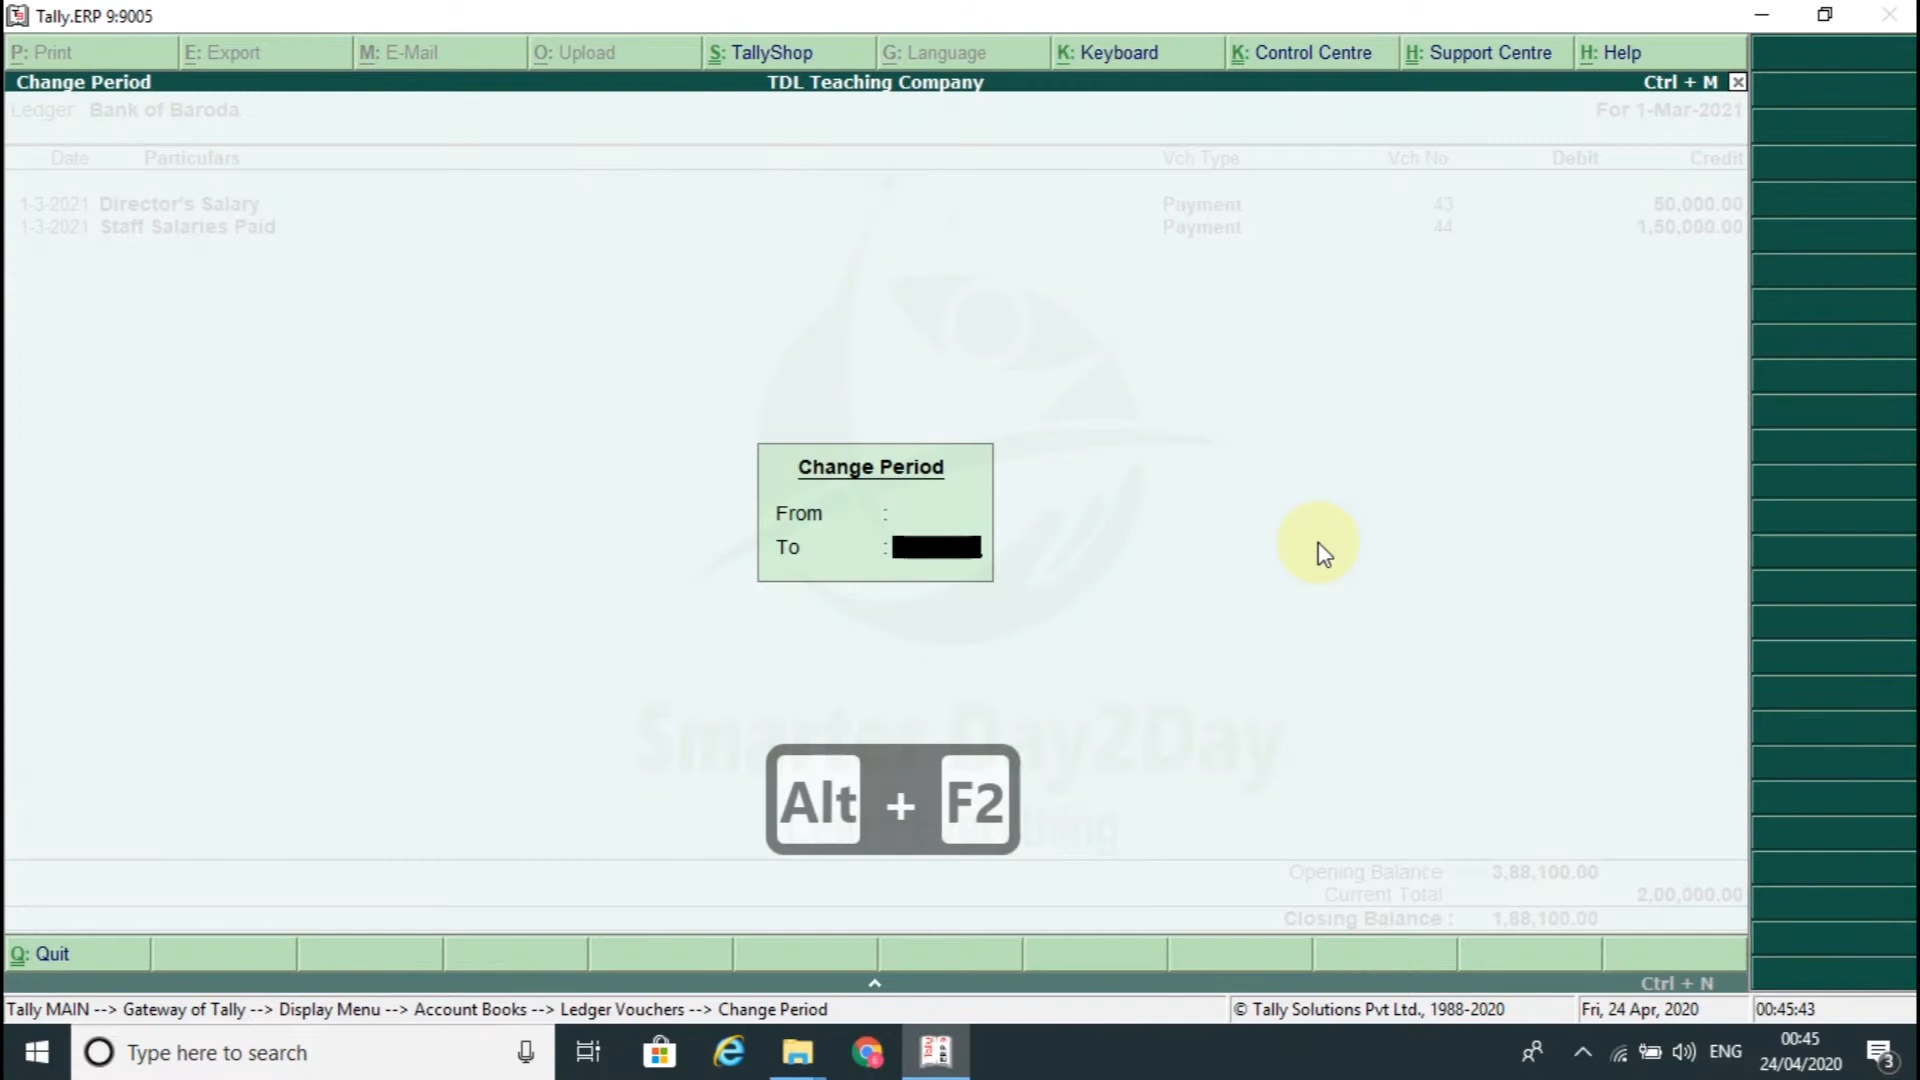 Tally.ERP 9:9005
P: Print E: Export M: E-Mail O: Upload S: TallyShop G: Language K: Keyboard K: Control Centre H: Support Centre H: Help
Change Period TDL Teaching Company Ctrl + M
Ledger: Bank of Baroda For 1-Mar-2021
Date Particulars Vch Type Vch No Debit Credit
1-3-2021 Director's Salary Payment 43 50,000.00
1-3-2021 Staff Salaries Paid Payment 44 1,50,000.00
Change Period
From :
To :
Smarter Day2Day
Alt + F2
Opening Balance : 3,88,100.00
Current Total : 2,00,000.00
Closing Balance : 1,88,100.00
Q: Quit
Ctrl + N
Tally MAIN --> Gateway of Tally --> Display Menu --> Account Books --> Ledger Vouchers --> Change Period © Tally Solutions Pvt Ltd., 1988-2020 Fri, 24 Apr, 2020 00:45:43
Type here to search ENG 00:45
24/04/2020 3